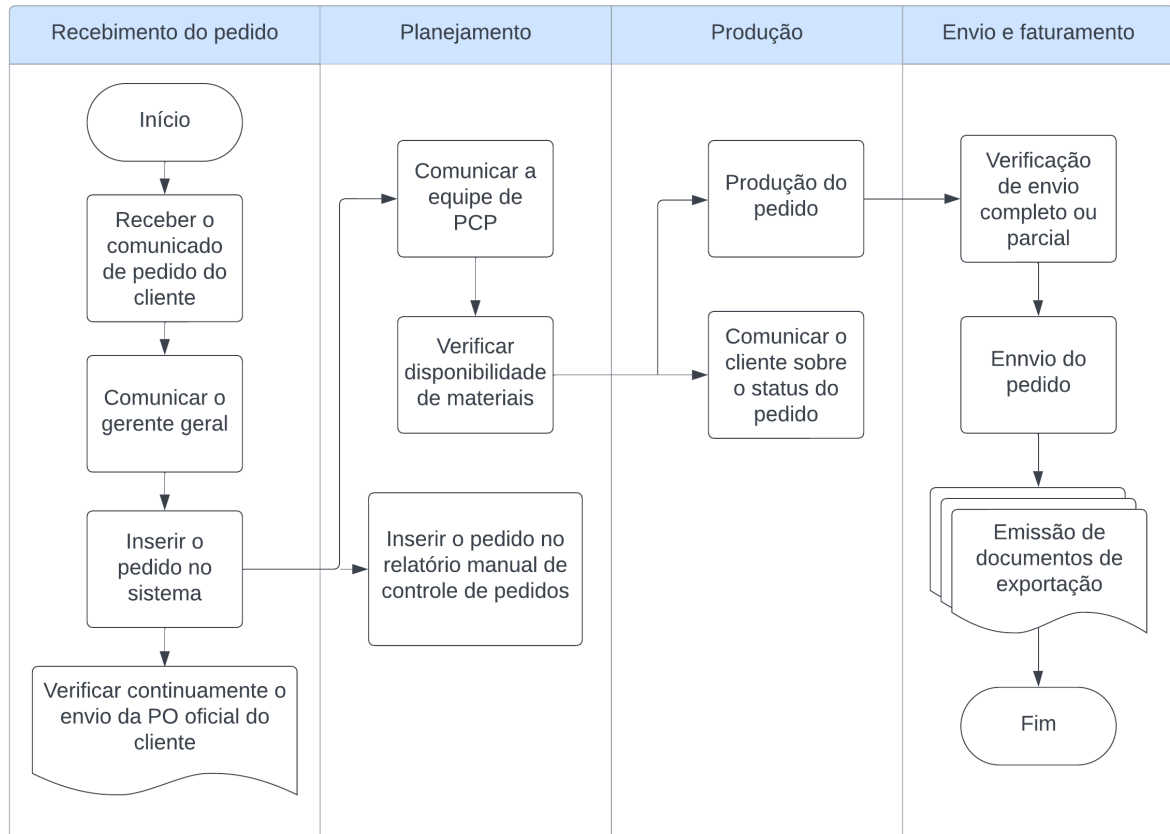 Recebimento do pedido
Planejamento
Produção
Envio e faturamento
Início
Receber o
comunicado
de pedido do
cliente
Comunicar o
gerente geral
Inserir o
pedido no
sistema
Verificar continuamente o
envio da PO oficial do
cliente
Comunicar a
equipe de
PCP
Verificar
disponibilidade
de materiais
Inserir o pedido no
relatório manual de
controle de pedidos
Produção do
pedido
Comunicar o
cliente sobre
o status do
pedido
Verificação
de envio
completo ou
parcial
Ennvio do
pedido
Emissão de
documentos de
exportação
Fim